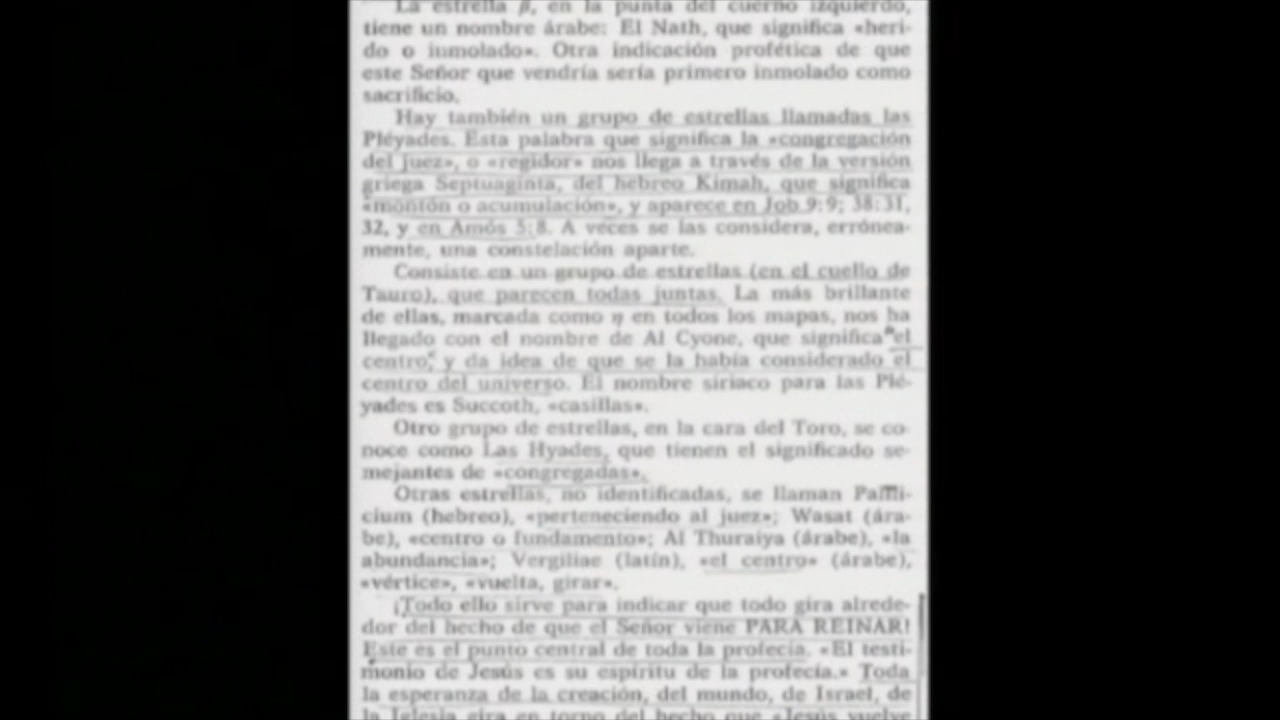 La estrella β, en la punta del cuerno izquierdo,
tiene un nombre árabe: El Nath, que significa «heri-
do o inmolado». Otra indicación profética de que
este Señor que vendría sería primero inmolado como
sacrificio.
Hay también un grupo de estrellas llamadas las
Pléyades. Esta palabra que significa la «congregación
del juez», o «regidor» nos llega a través de la versión
griega Septuaginta, del hebreo Kimah, que significa
«montón o acumulación», y aparece en Job 9:9; 38:31,
32, y en Amós 5:8. A veces se las considera, errónea-
mente, una constelación aparte.
Consiste en un grupo de estrellas (en el cuello de
Tauro), que parecen todas juntas. La más brillante
de ellas, marcada como η en todos los mapas, nos ha
llegado con el nombre de Al Cyone, que significa "el
centro", y da idea de que se la había considerado el
centro del universo. El nombre siríaco para las Plé-
yades es Succoth, «casillas».
Otro grupo de estrellas, en la cara del Toro, se co-
noce como Las Hyades, que tienen el significado se-
mejantes de «congregadas».
Otras estrellas, no identificadas, se llaman
(hebreo), «perteneciendo al juez»; Wasat (ára-
be), «centro o fundamento»; Al Thuraiya (árabe), «la
abundancia»; Vergiliae (latín), «el centro» (árabe),
«vértice», «vuelta, girar».
¡Todo ello sirve para indicar que todo gira alrede-
dor del hecho de que el Señor viene PARA REINAR!
Este es el punto central de toda la profecía. «El testi-
monio de Jesús es su espíritu de la profecía.» Toda
la esperanza de la creación, del mundo, de Israel, de
la Iglesia gira en torno del hecho que «Jesús vuelve